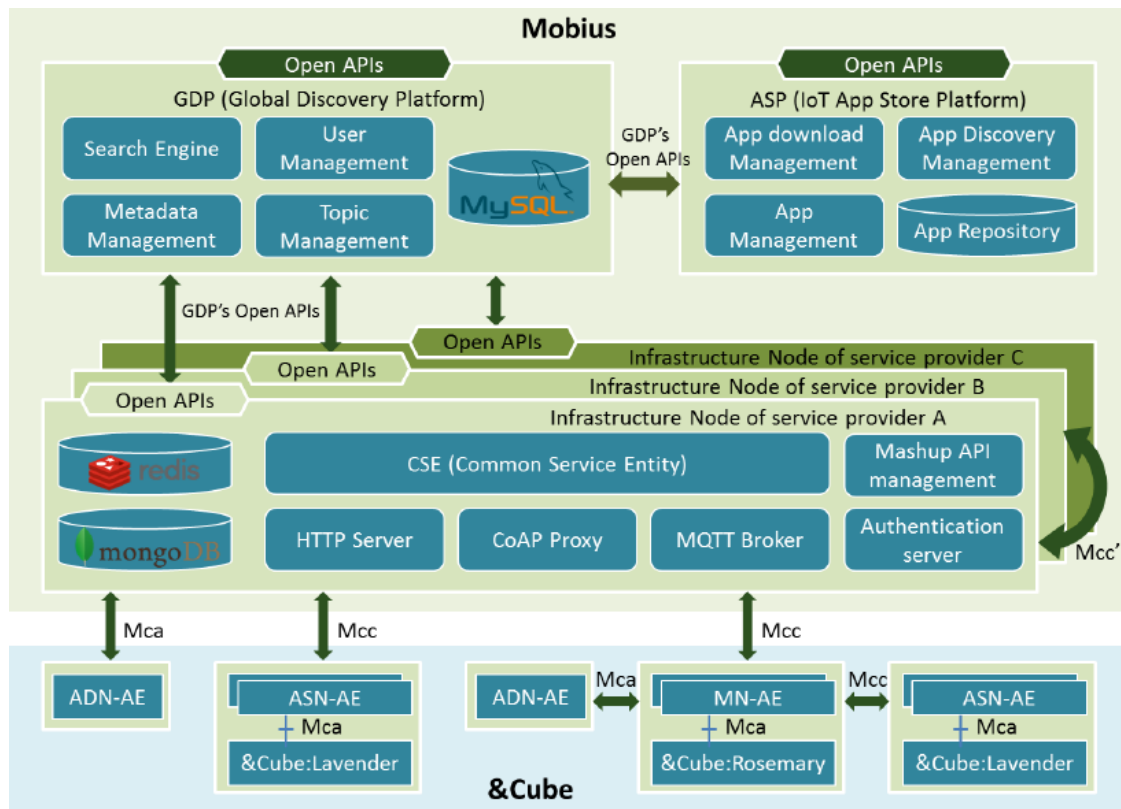 Mobius
Open APIs
GDP (Global Discovery Platform)
Search Engine
User
Management
Metadata
Management
Topic
Management
MySQL
GDP's
Open APIs
Open APIs
ASP (IoT App Store Platform)
App download
Management
App Discovery
Management
App
Management
App Repository
GDP's Open APIs
Open APIs
Infrastructure Node of service provider C
Open APIs
Infrastructure Node of service provider B
Open APIs
Infrastructure Node of service provider A
redis
CSE (Common Service Entity)
Mashup API
management
mongoDB
HTTP Server
CoAP Proxy
MQTT Broker
Authentication
server
Mcc'
Mca
Mcc
Mcc
ADN-AE
ASN-AE
Mca
&Cube:Lavender
ADN-AE
Mca
MN-AE
Mca
&Cube:Rosemary
Mcc
ASN-AE
Mca
&Cube:Lavender
&Cube